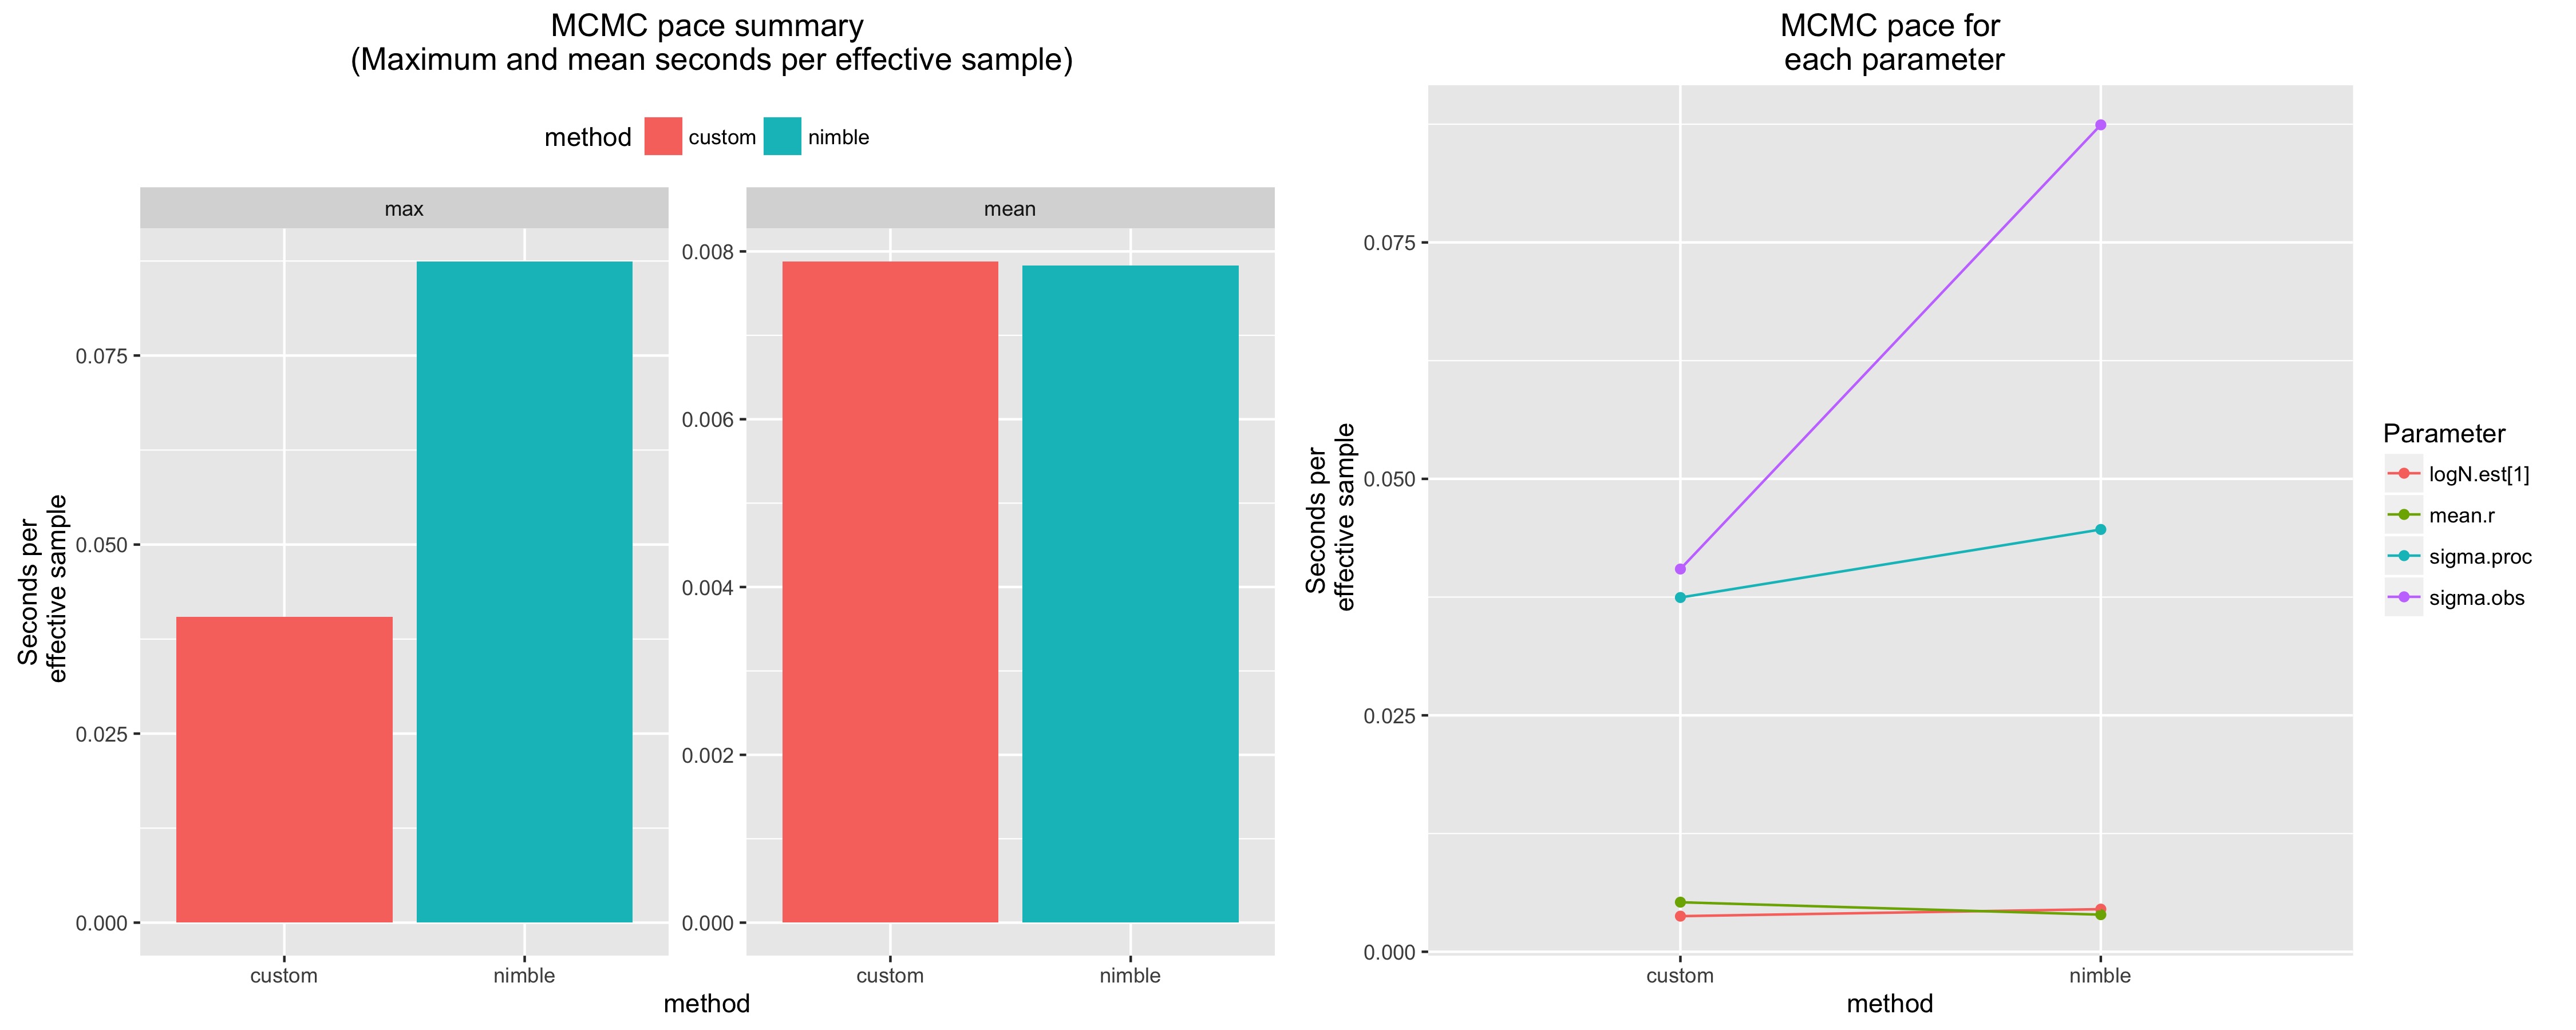 MCMC pace summary
(Maximum and mean seconds per effective sample)
method custom nimble
max
mean
Seconds per
effective sample
0.075
0.050
0.025
0.000
0.008
0.006
0.004
0.002
0.000
custom nimble
custom nimble
method
MCMC pace for
each parameter
Seconds per
effective sample
0.075
0.050
0.025
0.000
custom nimble
method
Parameter
logN.est[1]
mean.r
sigma.proc
sigma.obs